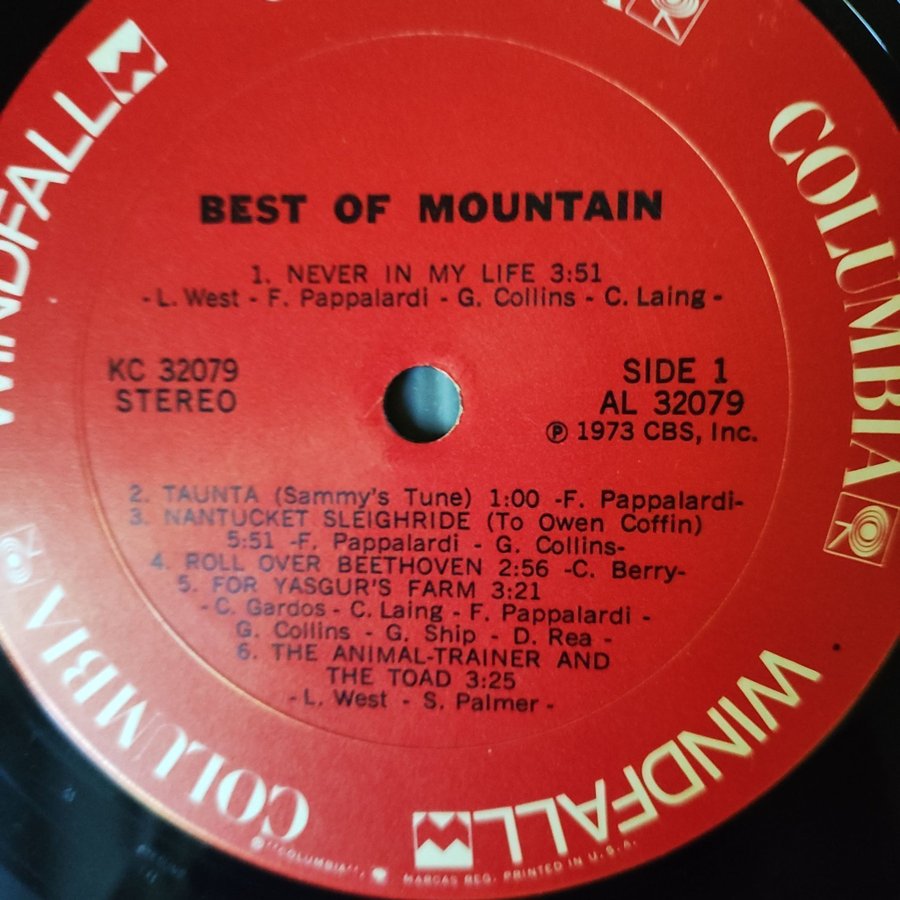 BEST OF MOUNTAIN
1. NEVER IN MY LIFE 3:51
- L. West - F. Pappalardi - G. Collins - C. Laing -
KC 32079
STEREO
SIDE 1
AL 32079
℗ 1973 CBS, Inc.
2. TAUNTA (Sammy's Tune) 1:00 -F. Pappalardi-
3. NANTUCKET SLEIGHRIDE (To Owen Coffin)
5:51 -F. Pappalardi - G. Collins-
4. ROLL OVER BEETHOVEN 2:56 -C. Berry-
5. FOR YASGUR'S FARM 3:21
- C. Gardos - C. Laing - F. Pappalardi -
G. Collins - G. Ship - D. Rea -
6. THE ANIMAL-TRAINER AND
THE TOAD 3:25
- L. West - S. Palmer -
WINDFALL
COLUMBIA
WINDFALL
COLUMBIA
"COLUMBIA", MARCAS REG. PRINTED IN U.S.A.